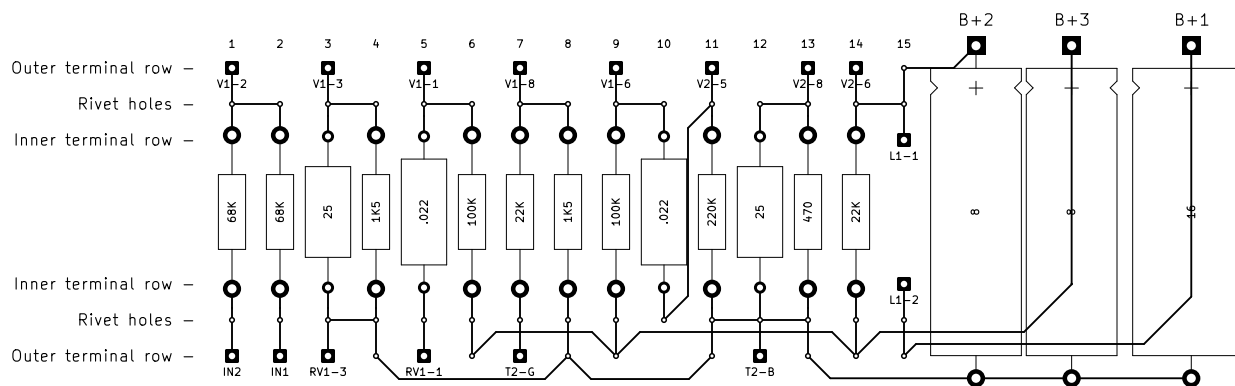 B+2 B+3 B+1
1 2 3 4 5 6 7 8 9 10 11 12 13 14 15
Outer terminal row –
V1-2 V1-3 V1-1 V1-8 V1-6 V2-5 V2-8 V2-6
Rivet holes –
Inner terminal row –
L1-1
68K 68K 25 1K5 .022 100K 22K 1K5 100K .022 220K 25 470 22K 8 8 16
Inner terminal row –
L1-2
Rivet holes –
Outer terminal row –
IN2 IN1 RV1-3 RV1-1 T2-G T2-B